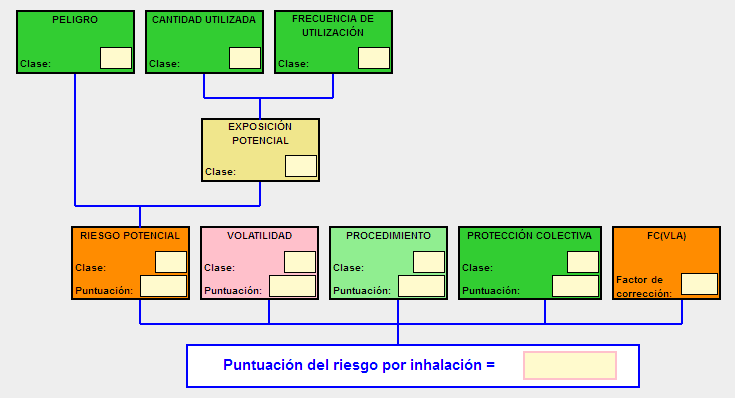 PELIGRO
Clase:
CANTIDAD UTILIZADA
Clase:
FRECUENCIA DE
UTILIZACIÓN
Clase:
EXPOSICIÓN
POTENCIAL
Clase:
RIESGO POTENCIAL
Clase:
Puntuación:
VOLATILIDAD
Clase:
Puntuación:
PROCEDIMIENTO
Clase:
Puntuación:
PROTECCIÓN COLECTIVA
Clase:
Puntuación:
FC(VLA)
Factor de
corrección:
Puntuación del riesgo por inhalación =